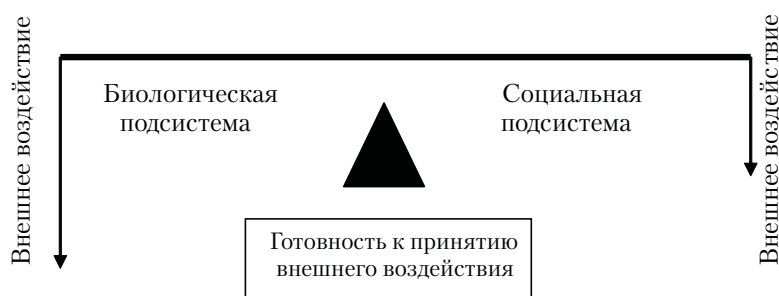 Внешнее воздействие
Биологическая
подсистема
Социальная
подсистема
Внешнее воздействие
Готовность к принятию
внешнего воздействия